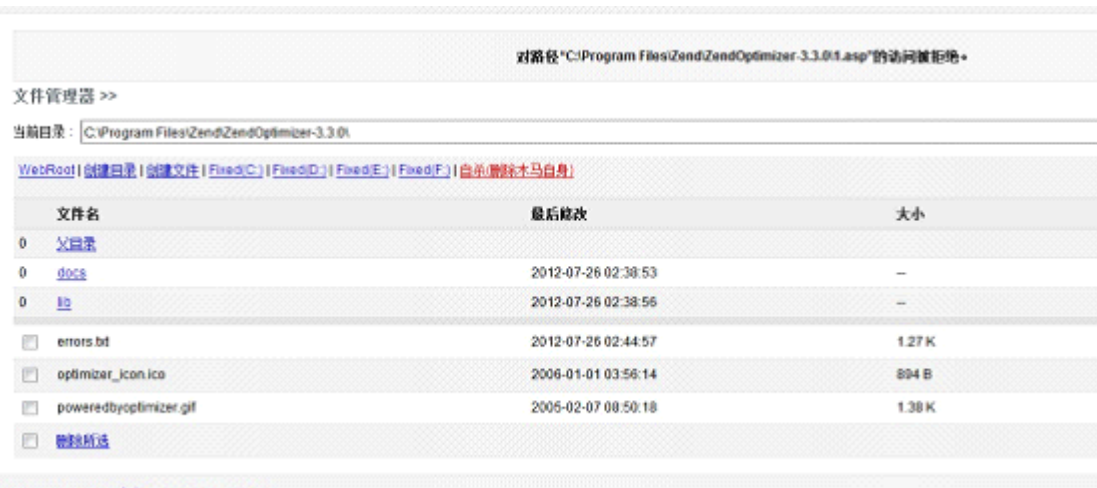 对路径"C:\Program Files\Zend\ZendOptimizer-3.3.0\1.asp"的访问被拒绝。
文件管理器 >>
当前目录： C:\Program Files\Zend\ZendOptimizer-3.3.0\
WebRoot | 创建目录 | 创建文件 | Fixed(C:) | Fixed(D:) | Fixed(E:) | Fixed(F:) | 自杀(删除木马自身)
文件名 最后修改 大小
0 父目录
0 docs 2012-07-26 02:38:53 --
0 lib 2012-07-26 02:38:56 --
errors.txt 2012-07-26 02:44:57 1.27 K
optimizer_icon.ico 2006-01-01 03:56:14 894 B
poweredbyoptimizer.gif 2005-02-07 08:50:18 1.38 K
删除所选